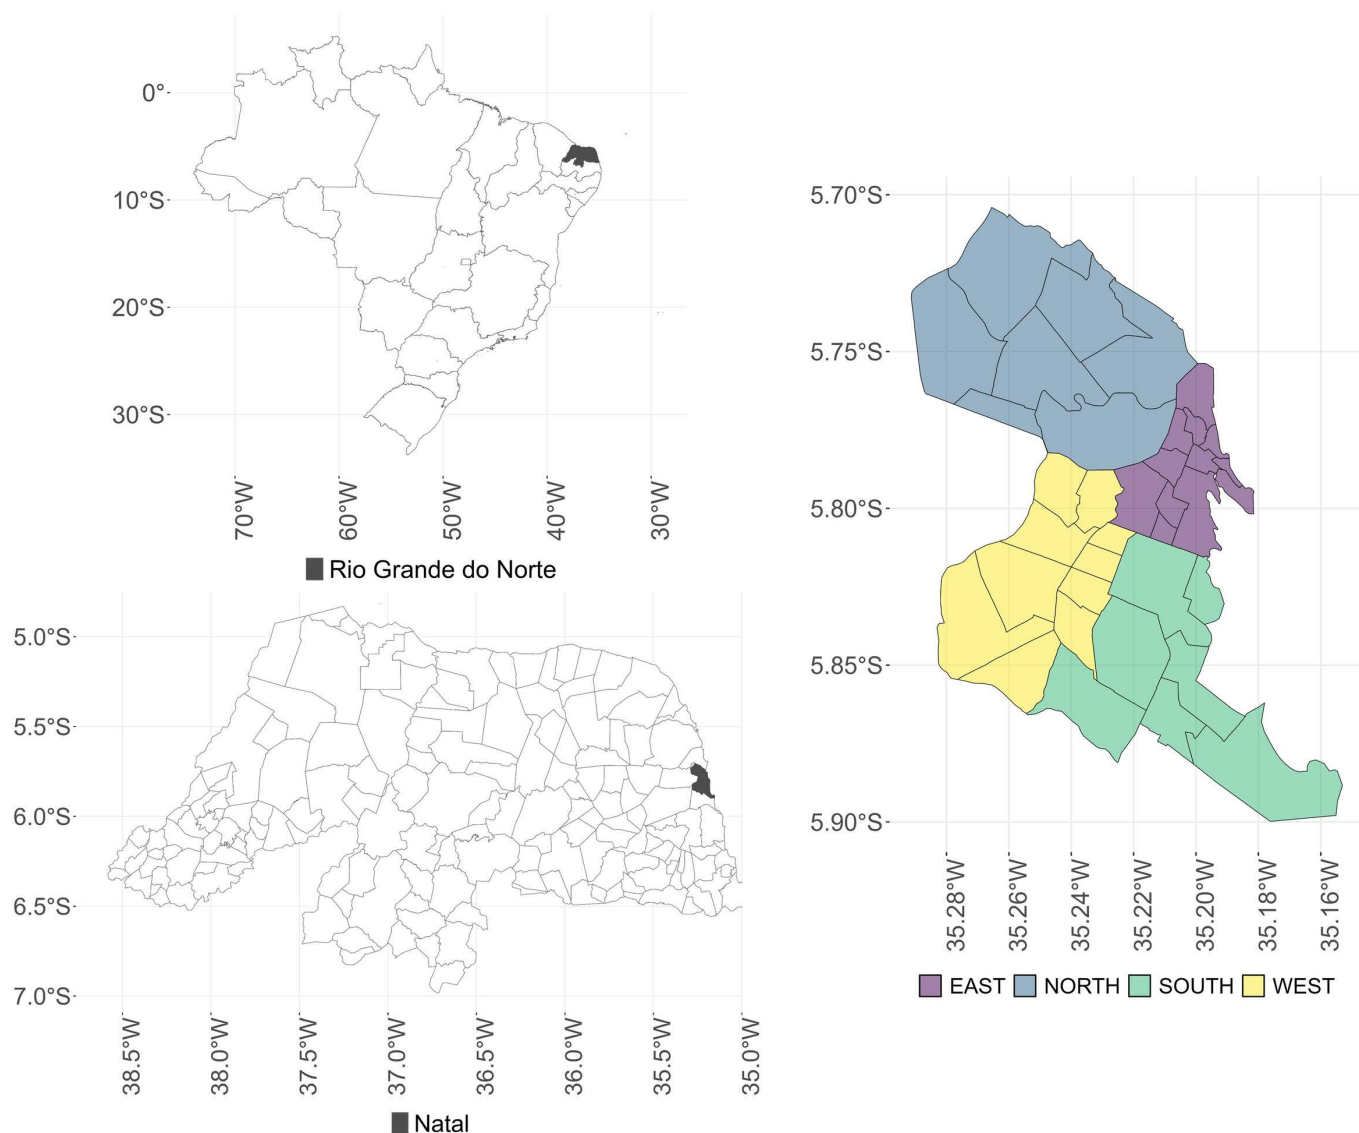 0°
10°S
20°S
30°S
70°W
60°W
50°W
40°W
30°W
Rio Grande do Norte
5.0°S
5.5°S
6.0°S
6.5°S
7.0°S
38.5°W
38.0°W
37.5°W
37.0°W
36.5°W
36.0°W
35.5°W
35.0°W
Natal
5.70°S
5.75°S
5.80°S
5.85°S
5.90°S
35.28°W
35.26°W
35.24°W
35.22°W
35.20°W
35.18°W
35.16°W
EAST NORTH SOUTH WEST